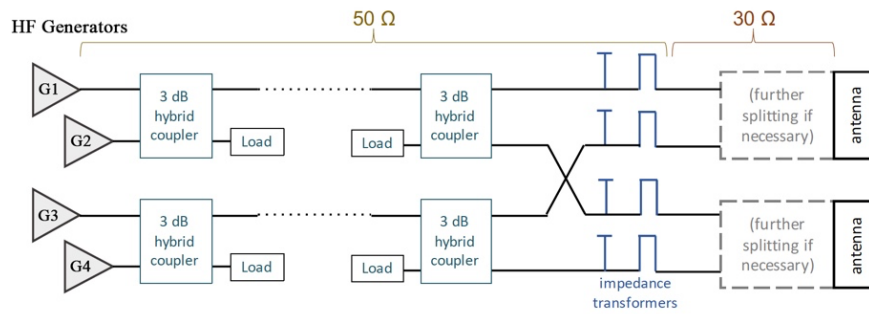 50 Ω
30 Ω
HF Generators
G1
3 dB
hybrid
coupler
3 dB
hybrid
coupler
(further
splitting if
necessary)
antenna
G2
Load
Load
G3
3 dB
hybrid
coupler
3 dB
hybrid
coupler
(further
splitting if
necessary)
antenna
G4
Load
Load
impedance
transformers